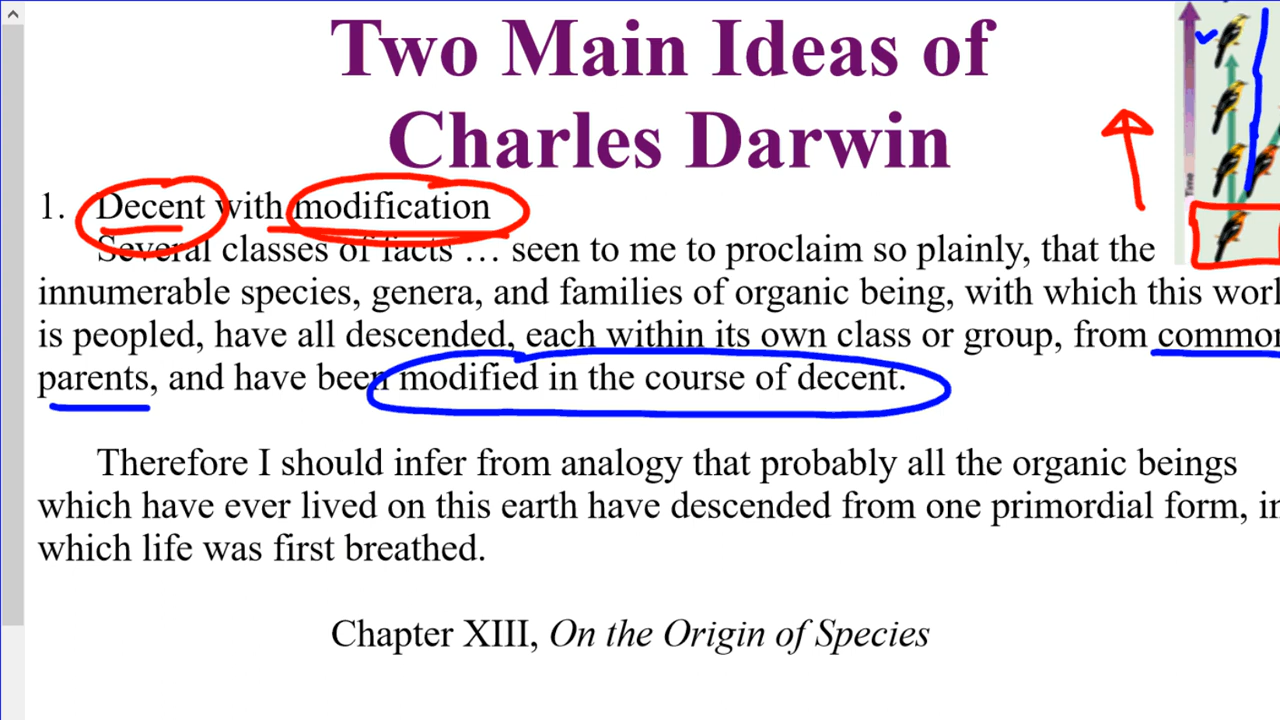 Two Main Ideas of
Charles Darwin
1. Decent with modification
Several classes of facts … seen to me to proclaim so plainly, that the
innumerable species, genera, and families of organic being, with which this
is peopled, have all descended, each within its own class or group, from
parents, and have been modified in the course of decent.
Therefore I should infer from analogy that probably all the organic beings
which have ever lived on this earth have descended from one primordial form, in
which life was first breathed.
Chapter XIII, On the Origin of Species
Time